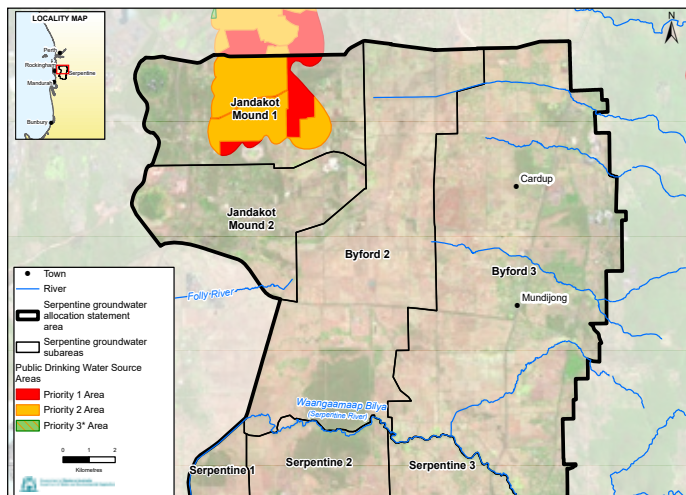 LOCALITY MAP
Perth
Rockingham
Serpentine
Mandurah
Bunbury
N
Jandakot
Mound 1
Cardup
Jandakot
Mound 2
Byford 2
Byford 3
Folly River
Mundijong
Waangaamaap Bilya
(Serpentine River)
Serpentine 1
Serpentine 2
Serpentine 3
Town
River
Serpentine groundwater
allocation statement
area
Serpentine groundwater
subareas
Public Drinking Water Source
Areas
Priority 1 Area
Priority 2 Area
Priority 3* Area
0 1 2
Kilometres